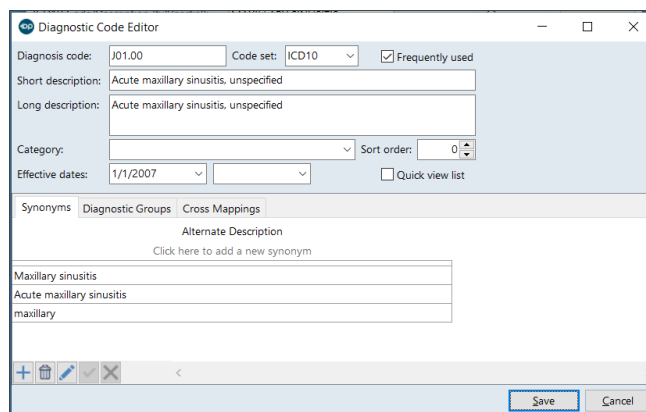 Diagnostic Code Editor
Diagnosis code: J01.00 Code set: ICD10 Frequently used
Short description: Acute maxillary sinusitis, unspecified
Long description: Acute maxillary sinusitis, unspecified
Category: Sort order: 0
Effective dates: 1/1/2007 Quick view list
Synonyms Diagnostic Groups Cross Mappings
Alternate Description
Click here to add a new synonym
Maxillary sinusitis
Acute maxillary sinusitis
maxillary
Save Cancel